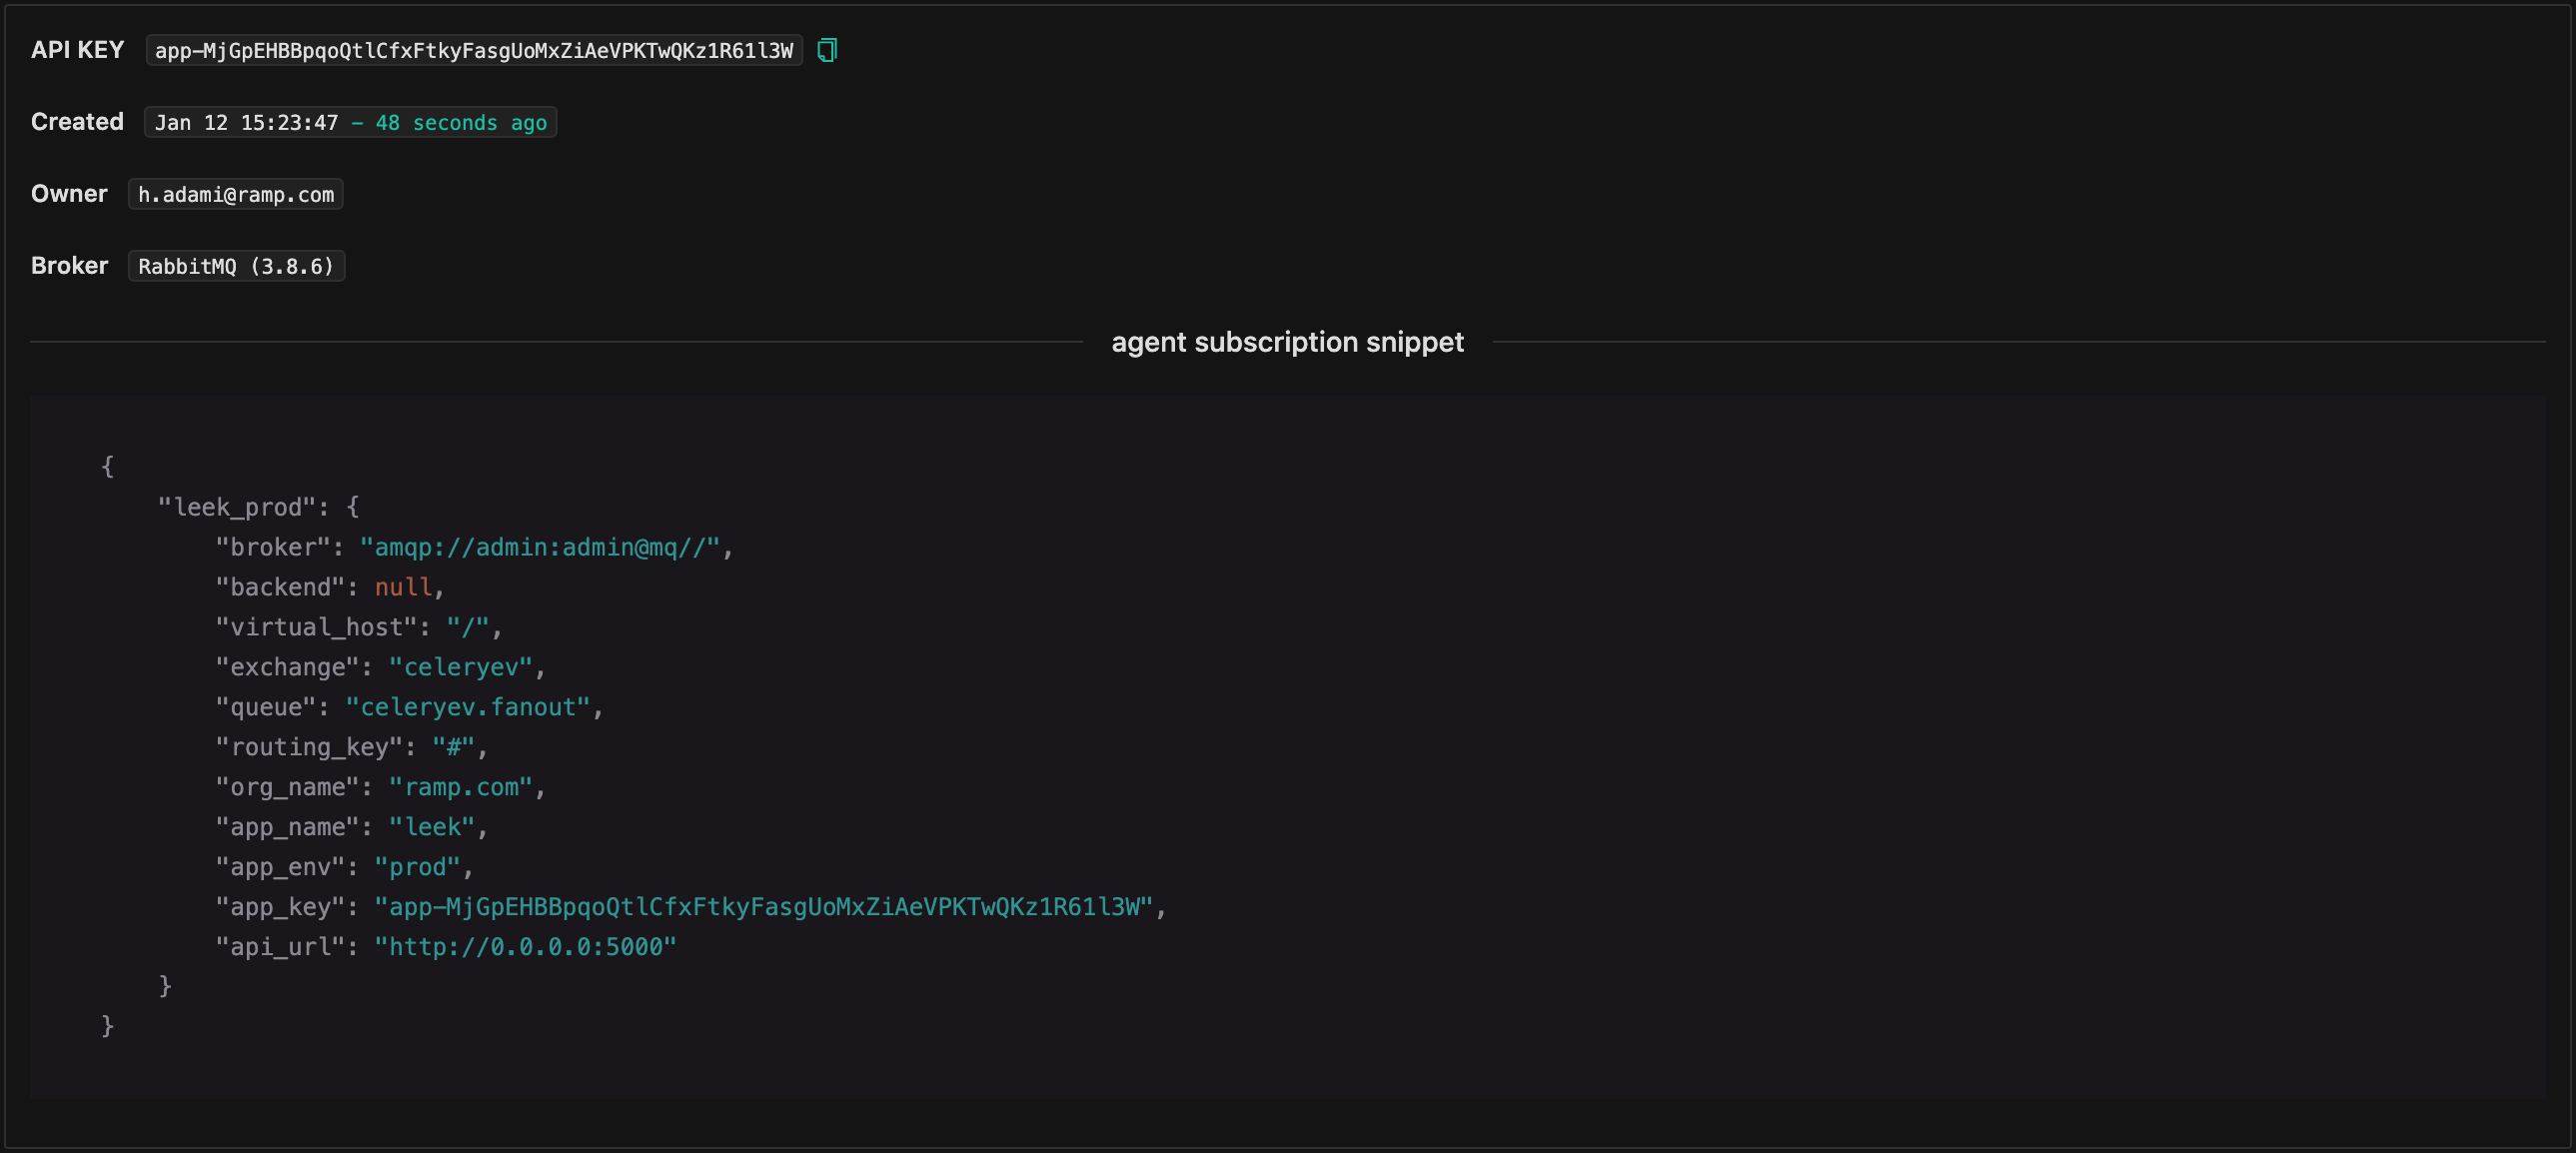 API KEY app-MjGpEHBBpqoQtlCfxFtkyFasgUoMxZiAeVPKTwQKz1R61l3W
Created Jan 12 15:23:47 - 48 seconds ago
Owner h.adami@ramp.com
Broker RabbitMQ (3.8.6)
agent subscription snippet
{
    "leek_prod": {
        "broker": "amqp://admin:admin@mq//",
        "backend": null,
        "virtual_host": "/",
        "exchange": "celeryev",
        "queue": "celeryev.fanout",
        "routing_key": "#",
        "org_name": "ramp.com",
        "app_name": "leek",
        "app_env": "prod",
        "app_key": "app-MjGpEHBBpqoQtlCfxFtkyFasgUoMxZiAeVPKTwQKz1R61l3W",
        "api_url": "http://0.0.0.0:5000"
    }
}